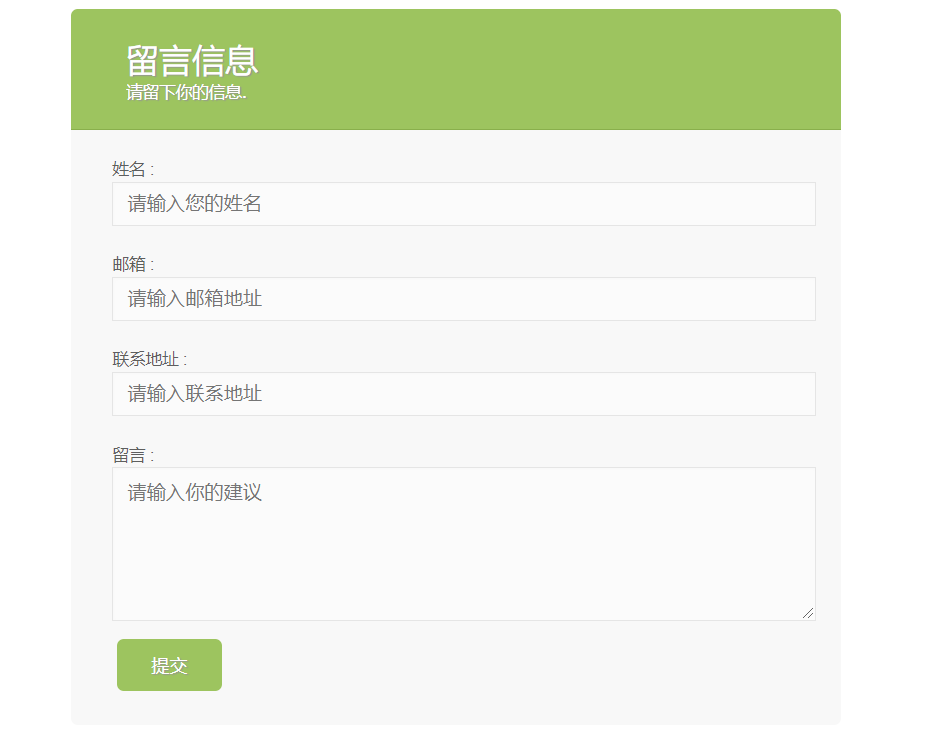 留言信息
请留下你的信息.
姓名 :
请输入您的姓名
邮箱 :
请输入邮箱地址
联系地址 :
请输入联系地址
留言 :
请输入你的建议
提交